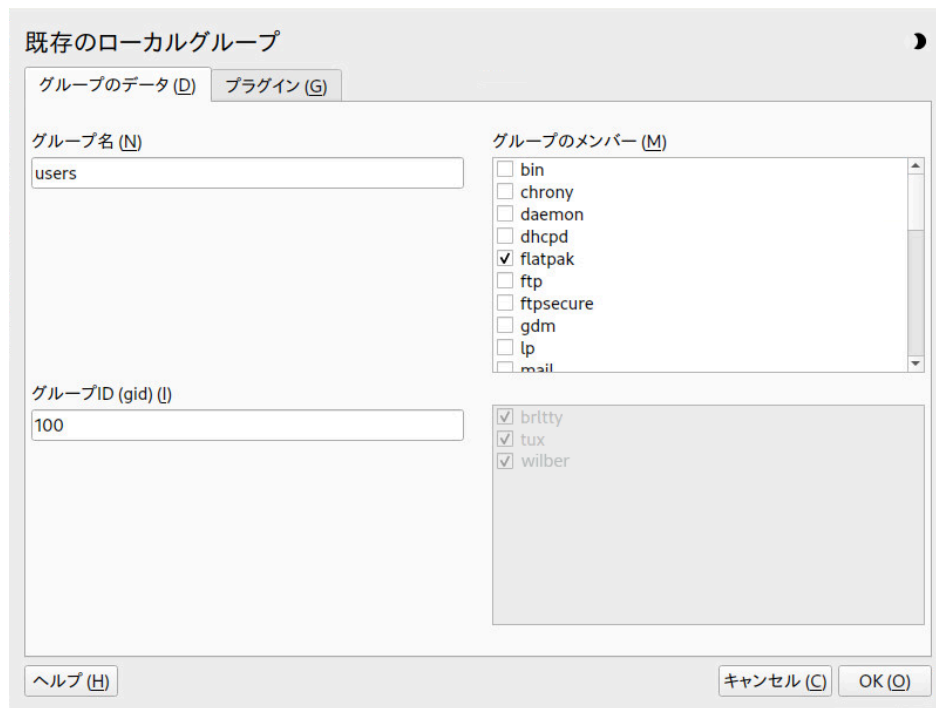 既存のローカルグループ
グループのデータ (D) プラグイン (G)
グループ名 (N)
users
グループID (gid) (I)
100
グループのメンバー (M)
bin
chrony
daemon
dhcpd
flatpak
ftp
ftpsecure
gdm
lp
mail
brltty
tux
wilber
ヘルプ (H) キャンセル (C) OK (O)